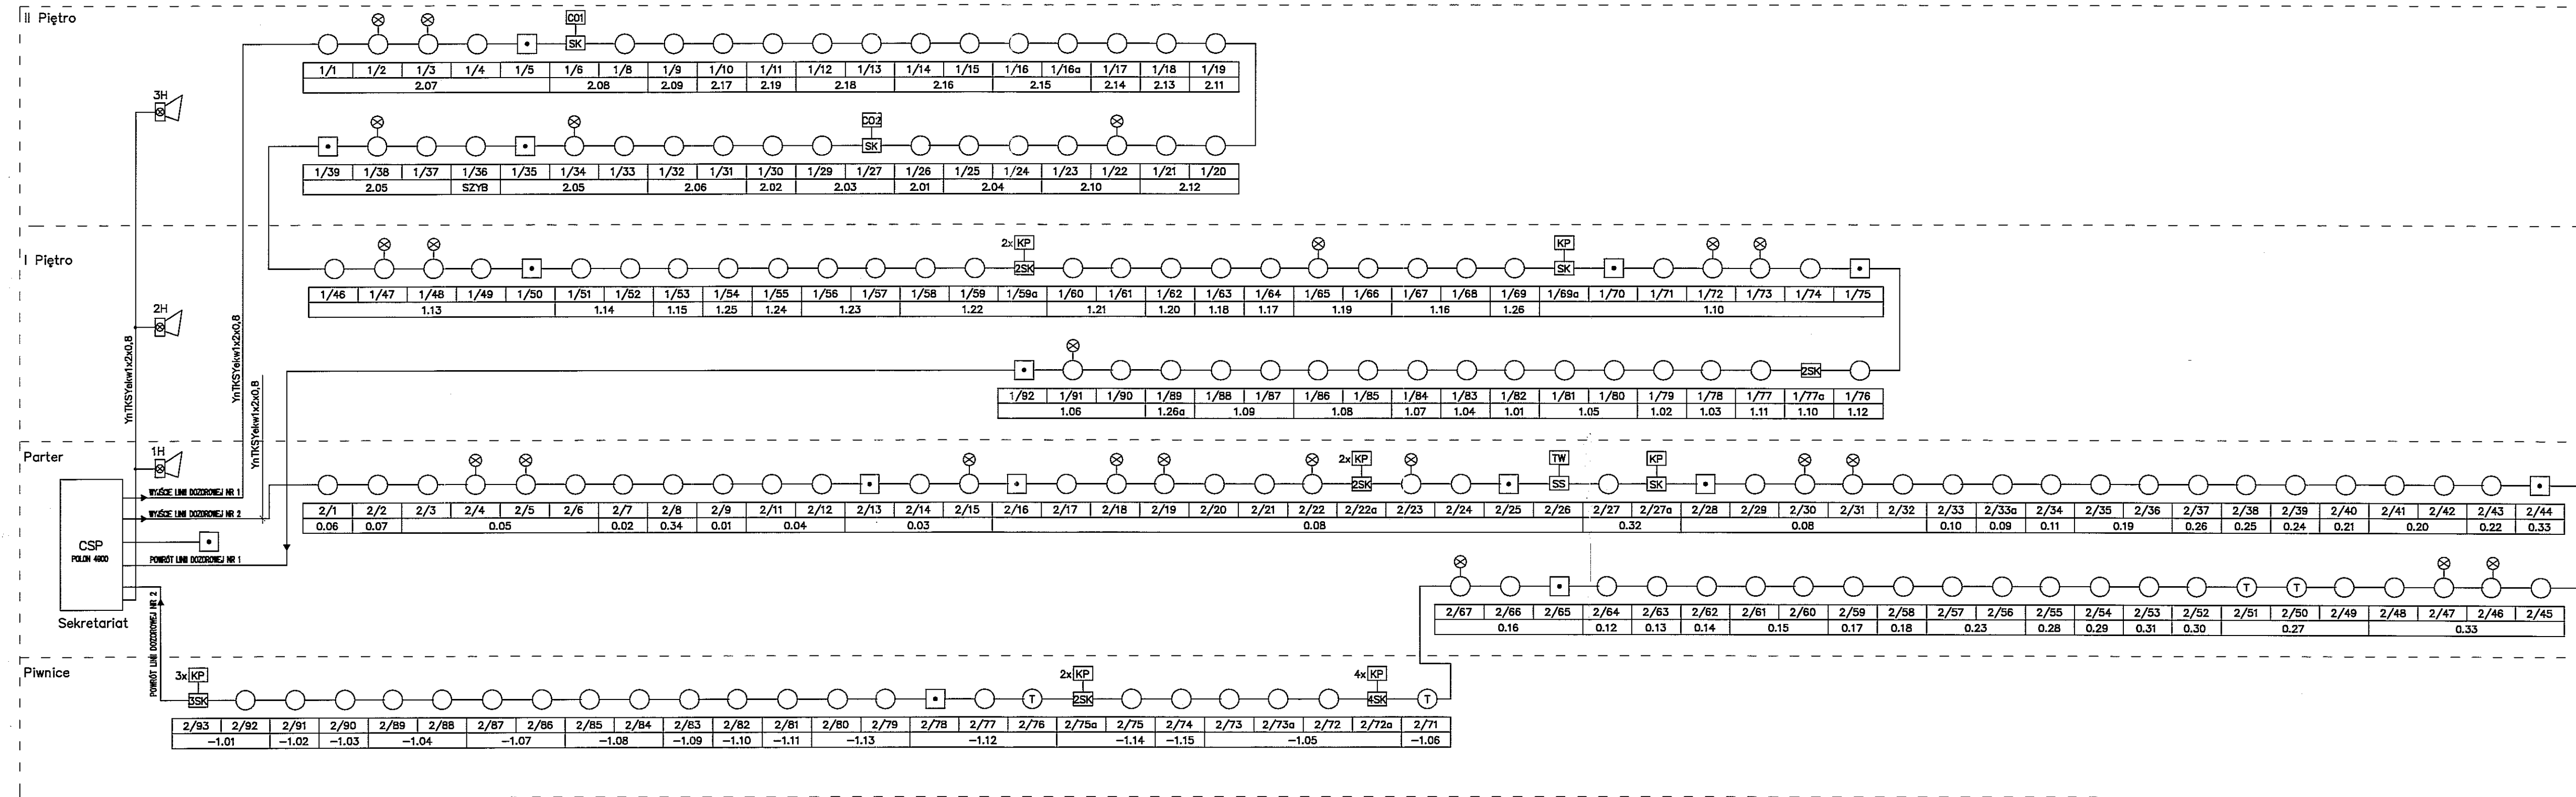 II Piętro
CO1
SK
1/1 1/2 1/3 1/4 1/5 1/6 1/8 1/9 1/10 1/11 1/12 1/13 1/14 1/15 1/16 1/16a 1/17 1/18 1/19
2.07 2.08 2.09 2.17 2.19 2.18 2.16 2.15 2.14 2.13 2.11
3H
CO2
SK
1/39 1/38 1/37 1/36 1/35 1/34 1/33 1/32 1/31 1/30 1/29 1/27 1/26 1/25 1/24 1/23 1/22 1/21 1/20
2.05 SZYB 2.05 2.06 2.02 2.03 2.01 2.04 2.10 2.12
I Piętro
2x KP KP
2SK SK
1/46 1/47 1/48 1/49 1/50 1/51 1/52 1/53 1/54 1/55 1/56 1/57 1/58 1/59 1/59a 1/60 1/61 1/62 1/63 1/64 1/65 1/66 1/67 1/68 1/69 1/69a 1/70 1/71 1/72 1/73 1/74 1/75
1.13 1.14 1.15 1.25 1.24 1.23 1.22 1.21 1.20 1.18 1.17 1.19 1.16 1.26 1.10
2H
YnTKSYekw1x2x0,8
YnTKSYekw1x2x0,8
YnTKSYekw1x2x0,8
2SK
1/92 1/91 1/90 1/89 1/88 1/87 1/86 1/85 1/84 1/83 1/82 1/81 1/80 1/79 1/78 1/77 1/77a 1/76
1.06 1.26a 1.09 1.08 1.07 1.04 1.01 1.05 1.02 1.03 1.11 1.10 1.12
Parter
1H
2x KP TW KP
2SK SS SK
WYJŚCIE LINII DOZOROWEJ NR 1
WYJŚCIE LINII DOZOROWEJ NR 2
2/1 2/2 2/3 2/4 2/5 2/6 2/7 2/8 2/9 2/11 2/12 2/13 2/14 2/15 2/16 2/17 2/18 2/19 2/20 2/21 2/22 2/22a 2/23 2/24 2/25 2/26 2/27 2/27a 2/28 2/29 2/30 2/31 2/32 2/33 2/33a 2/34 2/35 2/36 2/37 2/38 2/39 2/40 2/41 2/42 2/43 2/44
0.06 0.07 0.05 0.02 0.34 0.01 0.04 0.03 0.08 0.32 0.08 0.10 0.09 0.11 0.19 0.26 0.25 0.24 0.21 0.20 0.22 0.33
CSP
POLON 4900
POWRÓT LINII DOZOROWEJ NR 1
Sekretariat
POWRÓT LINII DOZOROWEJ NR 2
T T
2/67 2/66 2/65 2/64 2/63 2/62 2/61 2/60 2/59 2/58 2/57 2/56 2/55 2/54 2/53 2/52 2/51 2/50 2/49 2/48 2/47 2/46 2/45
0.16 0.12 0.13 0.14 0.15 0.17 0.18 0.23 0.28 0.29 0.31 0.30 0.27 0.33
Piwnice
3x KP 2x KP 4x KP
3SK T 2SK 4SK T
2/93 2/92 2/91 2/90 2/89 2/88 2/87 2/86 2/85 2/84 2/83 2/82 2/81 2/80 2/79 2/78 2/77 2/76 2/75a 2/75 2/74 2/73 2/73a 2/72 2/72a 2/71
-1.01 -1.02 -1.03 -1.04 -1.07 -1.08 -1.09 -1.10 -1.11 -1.13 -1.12 -1.14 -1.15 -1.05 -1.06